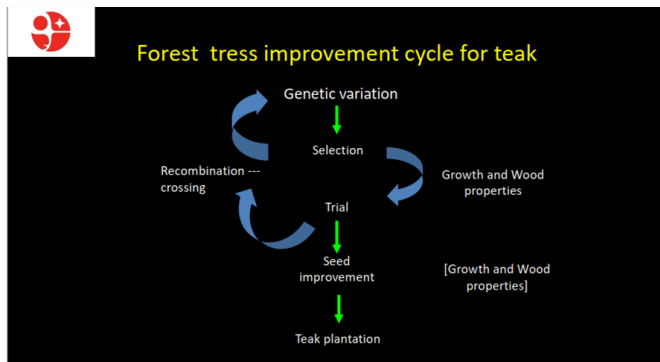 Forest  tress improvement cycle for teak
Genetic variation
Selection
Recombination ---
crossing
Growth and Wood
properties
Trial
Seed
improvement
[Growth and Wood
properties]
Teak plantation